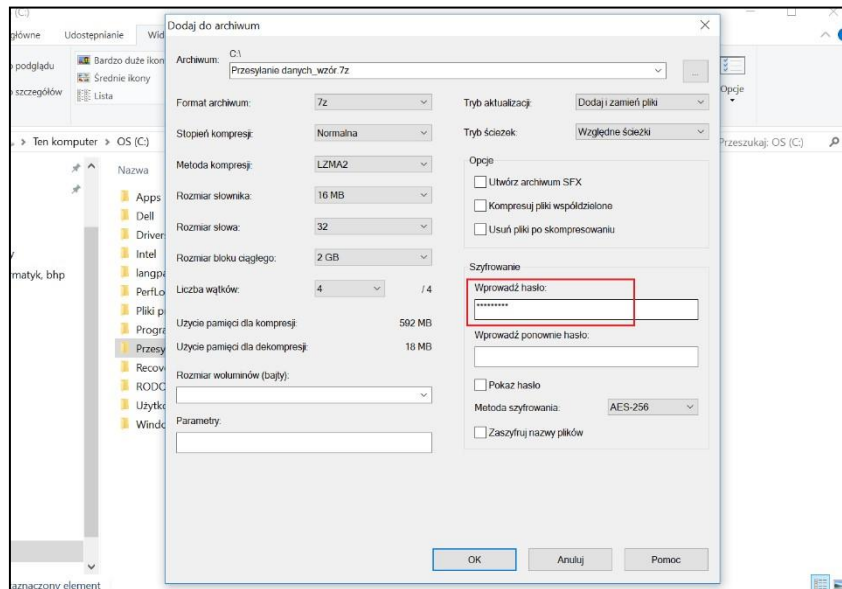 (C:)
główne Udostępnianie Wid
podglądu
szczegółów
Bardzo duże ikon
Średnie ikony
Lista
Opcje
Ten komputer > OS (C:)
Przeszukaj: OS (C:)
Nazwa
Apps
Dell
Driver
Intel
langpa
PerfLo
Pliki p
Progra
Przesy
Recov
RODO
Użytko
Windo
rmatyk, bhp
aznaczony element
Dodaj do archiwum
Archiwum: C:\
Przesyłanie danych_wzór.7z
...
Format archiwum: 7z
Stopień kompresji: Normalna
Metoda kompresji: LZMA2
Rozmiar słownika: 16 MB
Rozmiar słowa: 32
Rozmiar bloku ciągłego: 2 GB
Liczba wątków: 4 / 4
Użycie pamięci dla kompresji: 592 MB
Użycie pamięci dla dekompresji: 18 MB
Rozmiar woluminów (bajty):
Parametry:
Tryb aktualizacji: Dodaj i zamień pliki
Tryb ścieżek: Względne ścieżki
Opcje
Utwórz archiwum SFX
Kompresuj pliki współdzielone
Usuń pliki po skompresowaniu
Szyfrowanie
Wprowadź hasło:
*********
Wprowadź ponownie hasło:
Pokaż hasło
Metoda szyfrowania: AES-256
Zaszyfruj nazwy plików
OK Anuluj Pomoc